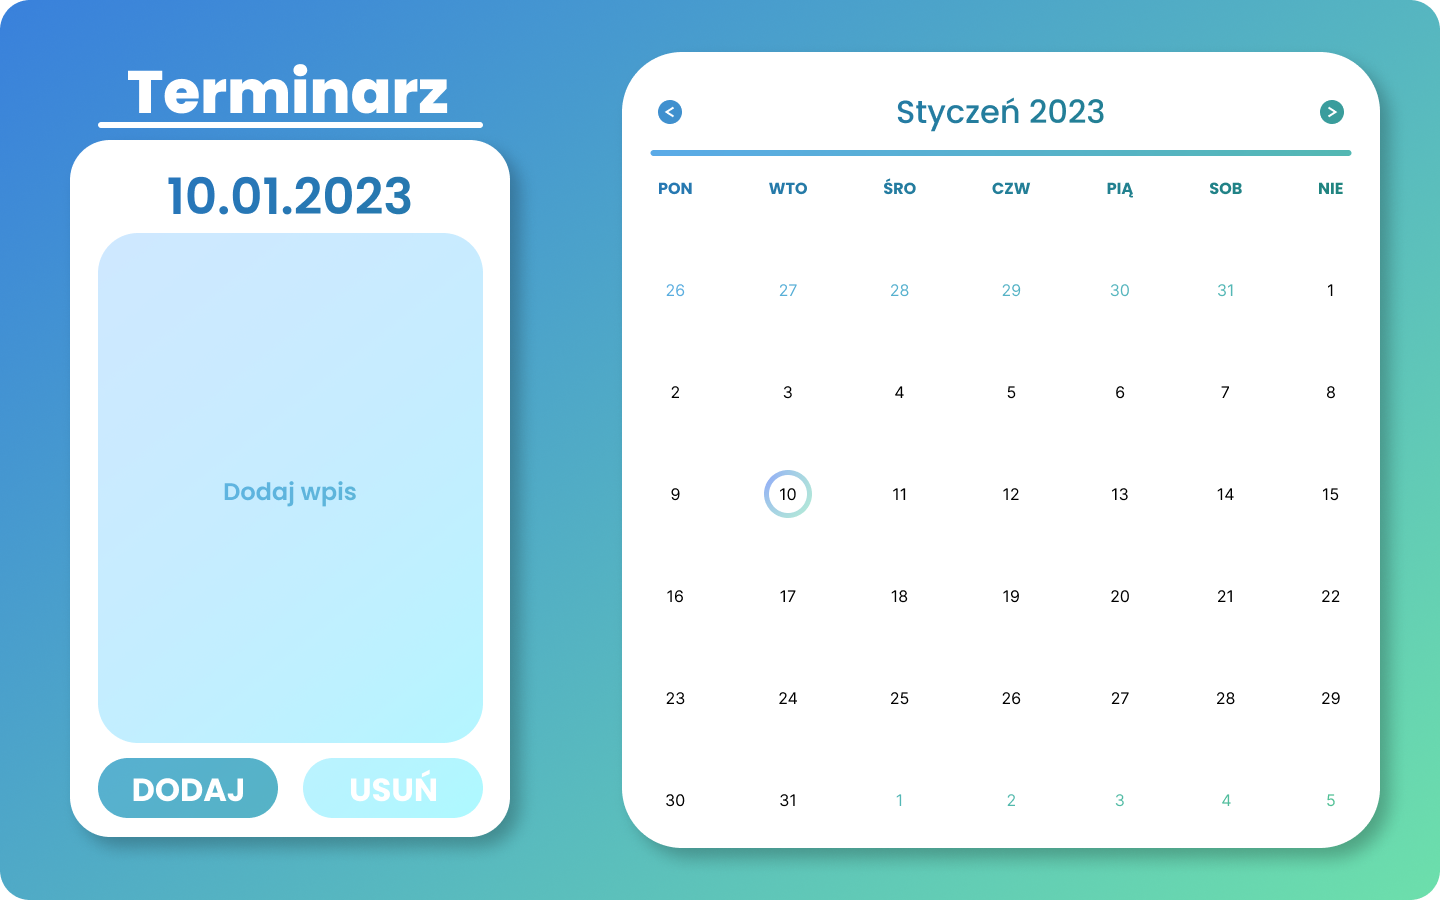 Terminarz
10.01.2023
Dodaj wpis
DODAJ USUŃ
< Styczeń 2023 >
PON WTO ŚRO CZW PIĄ SOB NIE
26 27 28 29 30 31 1
2 3 4 5 6 7 8
9 10 11 12 13 14 15
16 17 18 19 20 21 22
23 24 25 26 27 28 29
30 31 1 2 3 4 5